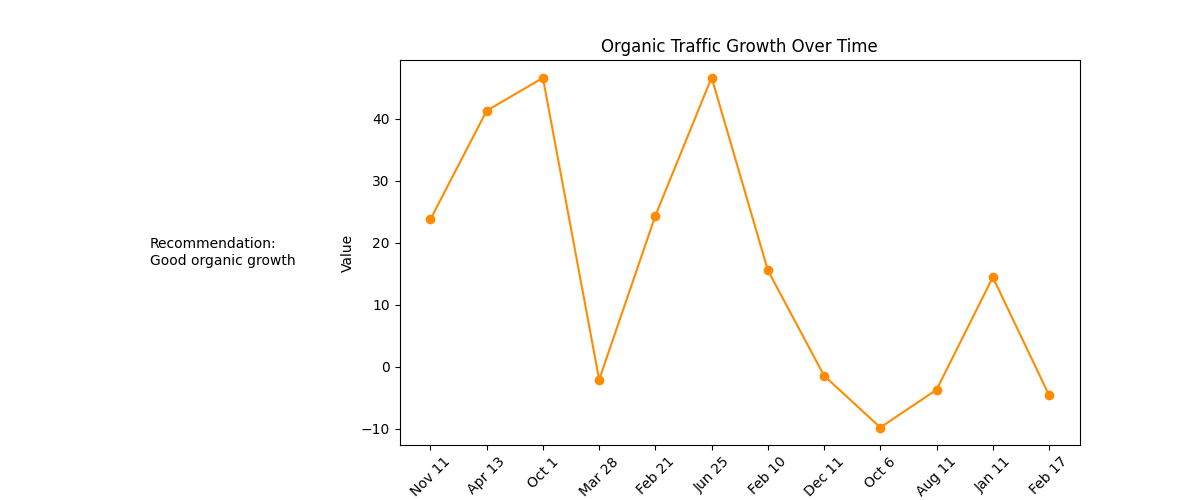 Organic Traffic Growth Over Time
Recommendation:
Good organic growth
Value
40
30
20
10
0
−10
Nov 11
Apr 13
Oct 1
Mar 28
Feb 21
Jun 25
Feb 10
Dec 11
Oct 6
Aug 11
Jan 11
Feb 17